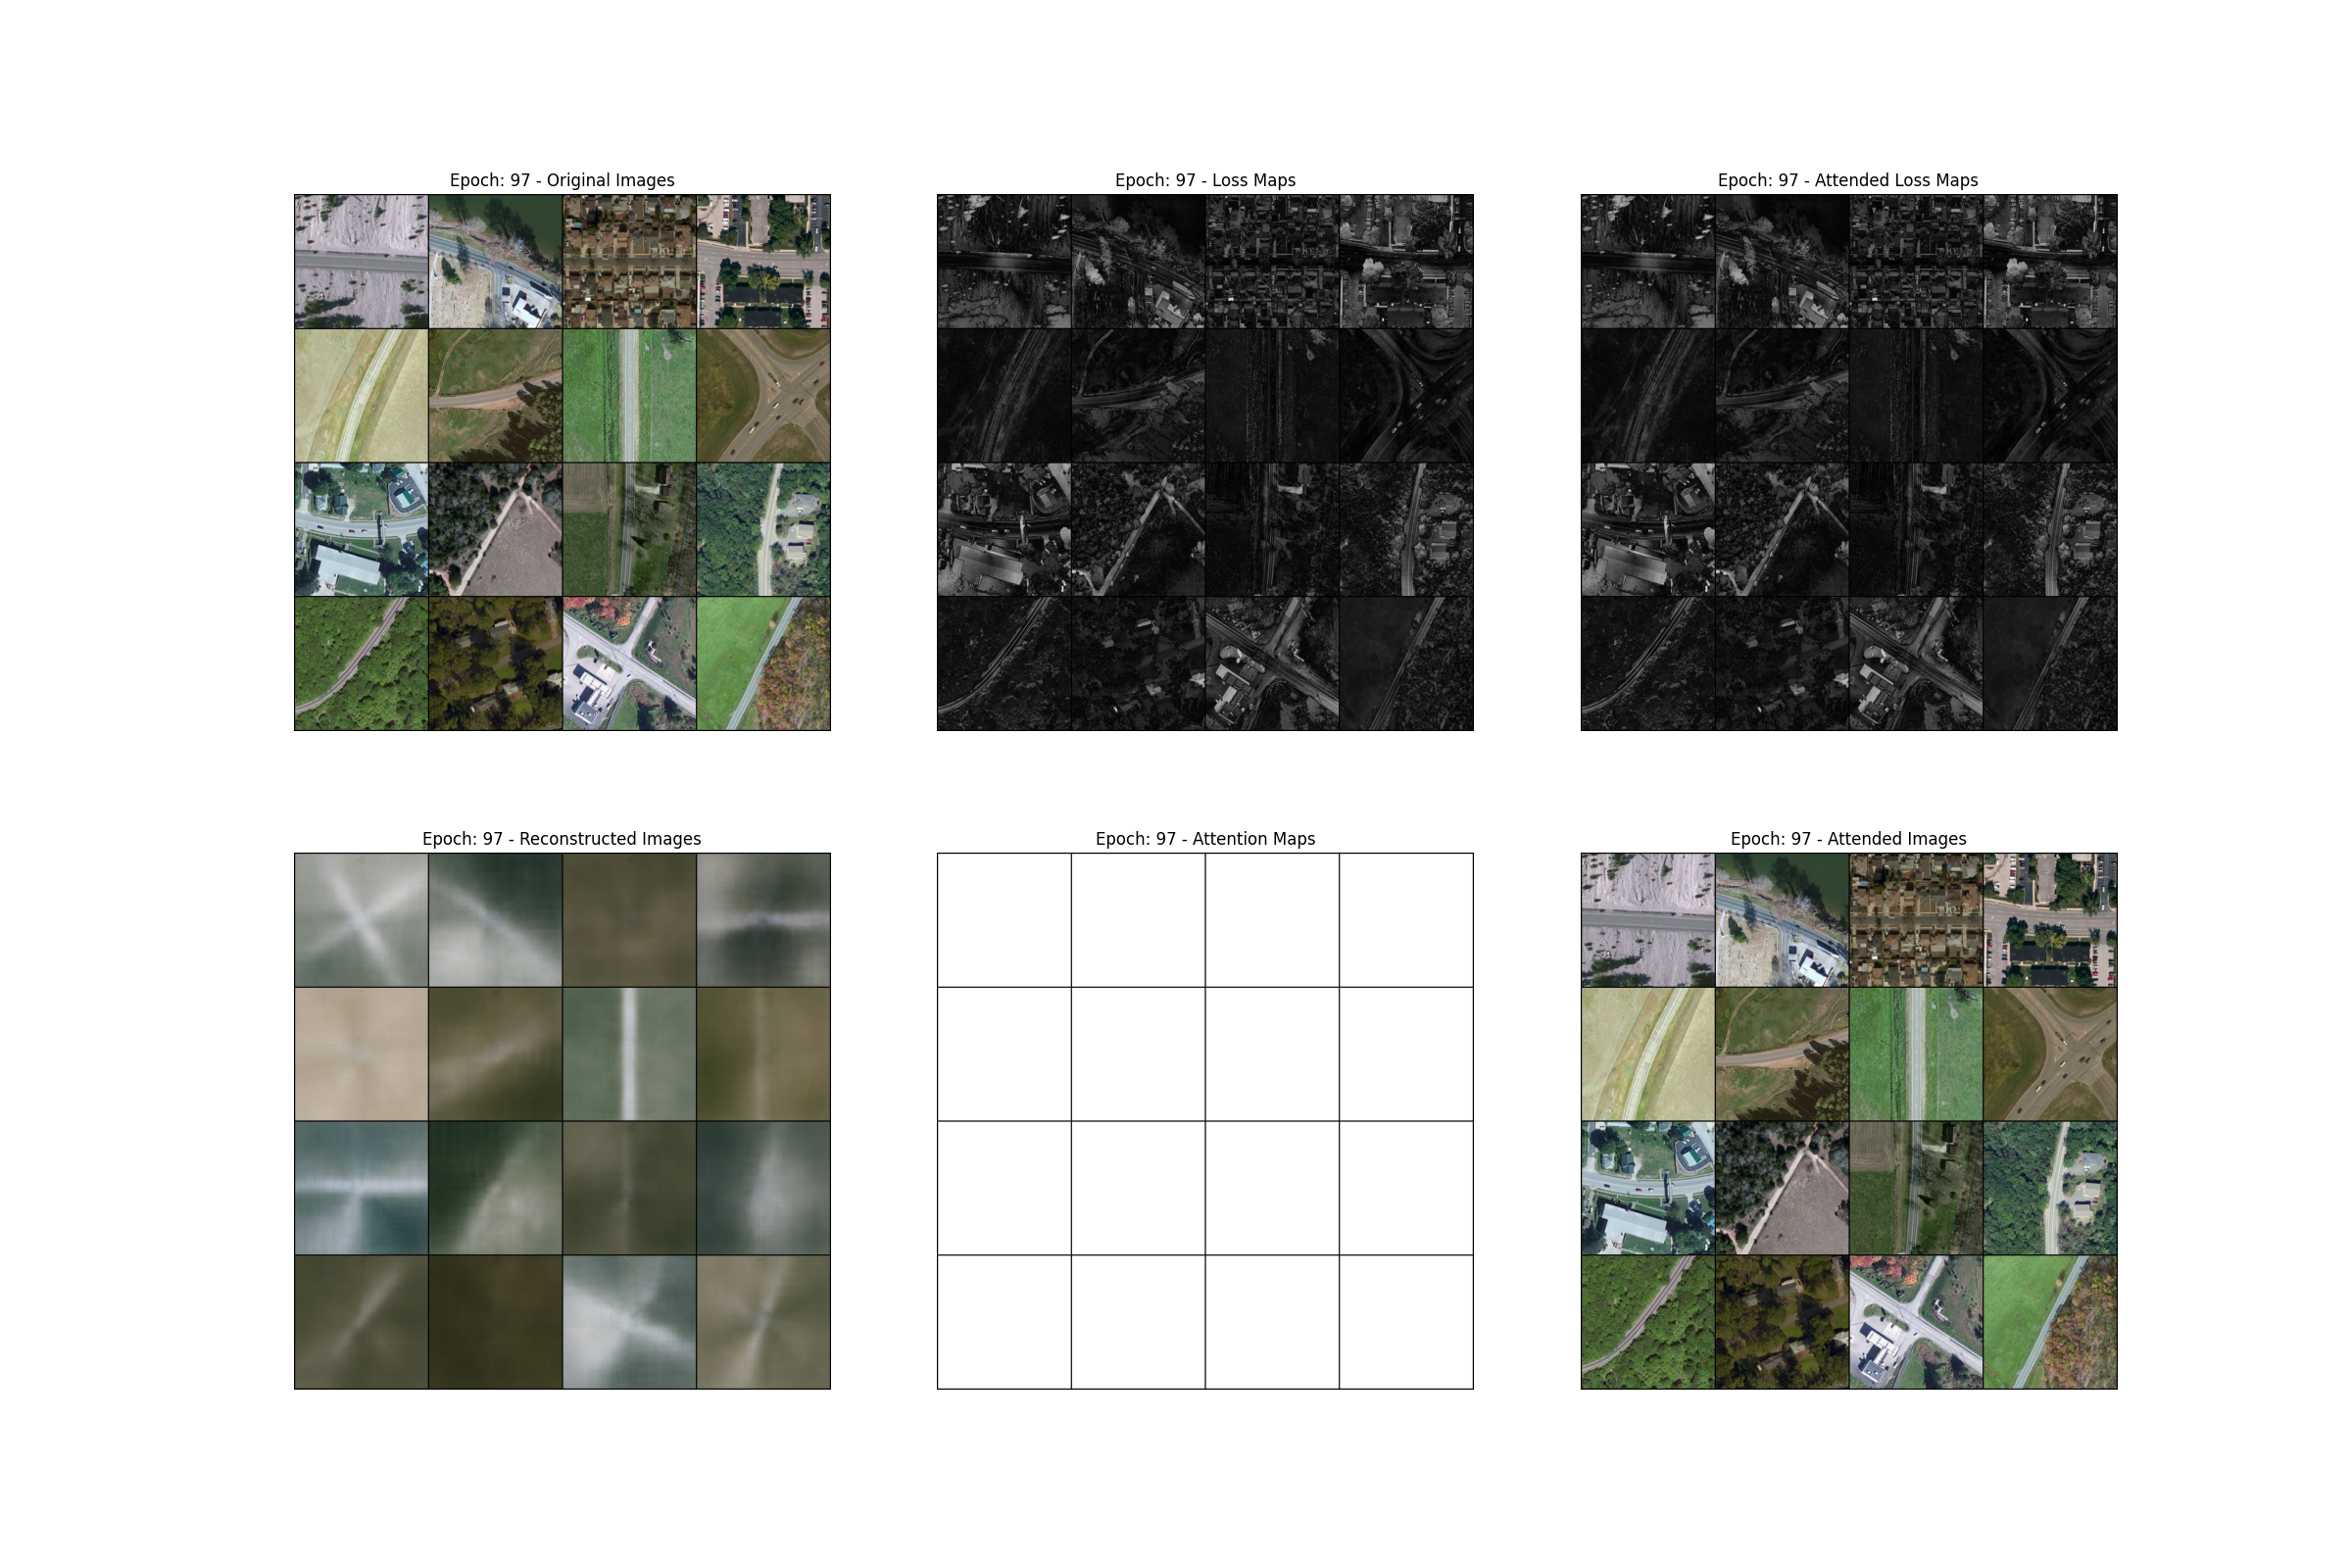 Epoch: 97 - Original Images
Epoch: 97 - Loss Maps
Epoch: 97 - Attended Loss Maps
Epoch: 97 - Reconstructed Images
Epoch: 97 - Attention Maps
Epoch: 97 - Attended Images